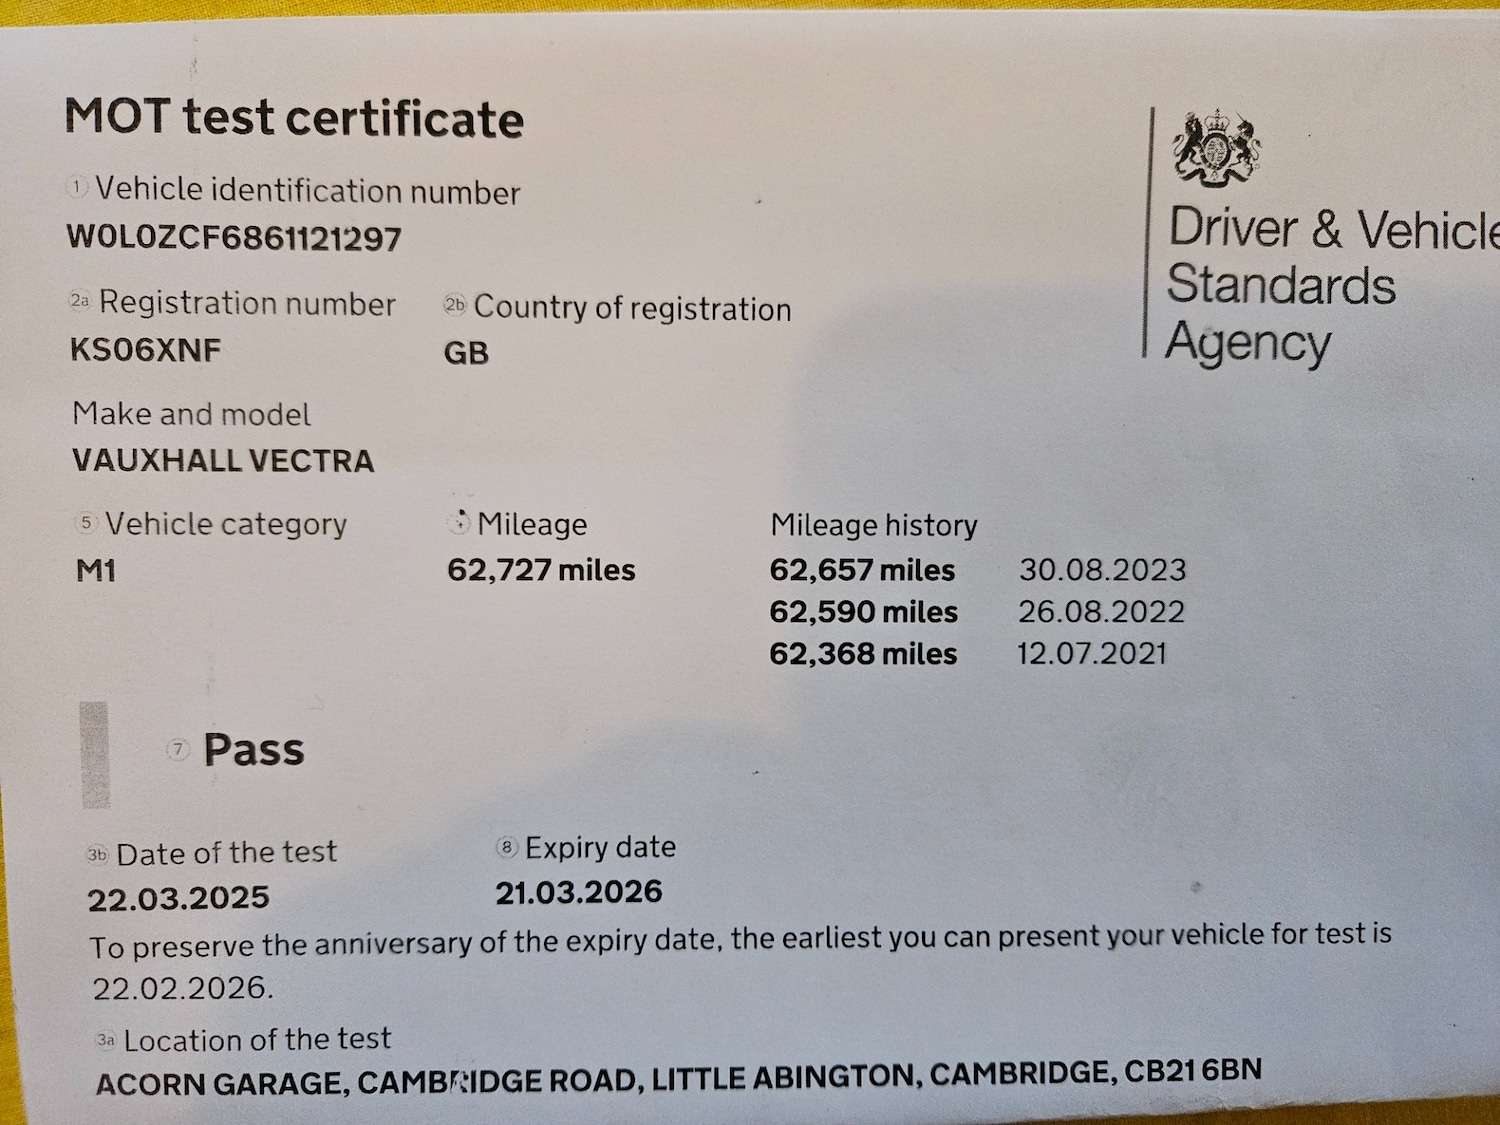 MOT test certificate
1 Vehicle identification number
W0L0ZCF6861121297
2a Registration number 2b Country of registration
KS06XNF GB
Make and model
VAUXHALL VECTRA
5 Vehicle category Mileage Mileage history
M1 62,727 miles 62,657 miles 30.08.2023
62,590 miles 26.08.2022
62,368 miles 12.07.2021
7 Pass
3b Date of the test 8 Expiry date
22.03.2025 21.03.2026
To preserve the anniversary of the expiry date, the earliest you can present your vehicle for test is
22.02.2026.
3a Location of the test
ACORN GARAGE, CAMBRIDGE ROAD, LITTLE ABINGTON, CAMBRIDGE, CB21 6BN
Driver & Vehicle
Standards
Agency